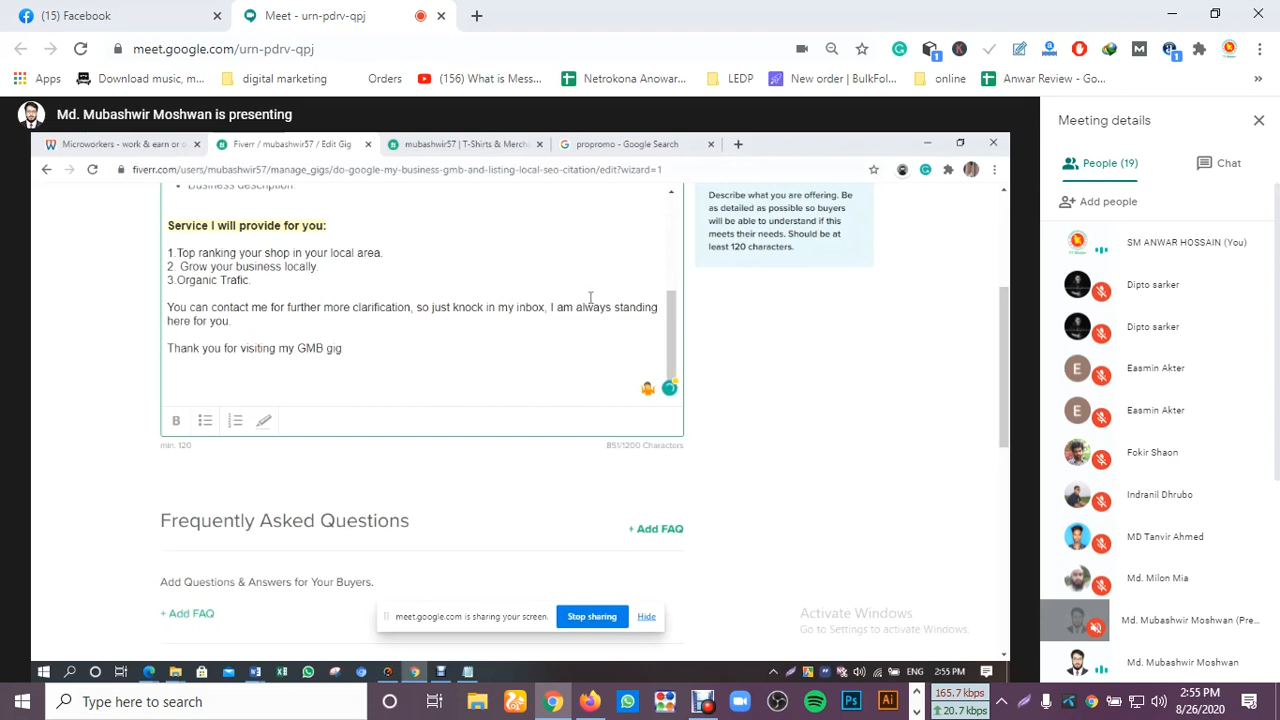 (15) Facebook
Meet - urn-pdrv-qpj
meet.google.com/urn-pdrv-qpj
Apps
Download music, m...
digital marketing
Orders
(156) What is Mess...
Netrokona Anowar...
LEDP
New order | BulkFol...
online
Anwar Review - Go...
Md. Mubashwir Moshwan is presenting
Microworkers - work & earn or o
Fiverr / mubashwir57 / Edit Gig
mubashwir57 | T-Shirts & Mercha
propromo - Google Search
fiverr.com/users/mubashwir57/manage_gigs/do-google-my-business-gmb-and-listing-local-seo-citation/edit?wizard=1
Business description.
Service I will provide for you:
1.Top ranking your shop in your local area.
2. Grow your business locally.
3.Organic Trafic.
You can contact me for further more clarification, so just knock in my inbox, I am always standing
here for you.
Thank you for visiting my GMB gig
min. 120
851/1200 Characters
Describe what you are offering. Be
as detailed as possible so buyers
will be able to understand if this
meets their needs. Should be at
least 120 characters.
Frequently Asked Questions
+ Add FAQ
Add Questions & Answers for Your Buyers.
+ Add FAQ
meet.google.com is sharing your screen.
Stop sharing
Hide
Activate Windows
Go to Settings to activate Windows.
ENG
2:55 PM
Meeting details
People (19)
Chat
Add people
SM ANWAR HOSSAIN (You)
Dipto sarker
Dipto sarker
Easmin Akter
Easmin Akter
Fokir Shaon
Indranil Dhrubo
MD Tanvir Ahmed
Md. Milon Mia
Md. Mubashwir Moshwan (Pre...
Md. Mubashwir Moshwan
Type here to search
165.7 kbps
20.7 kbps
2:55 PM
8/26/2020